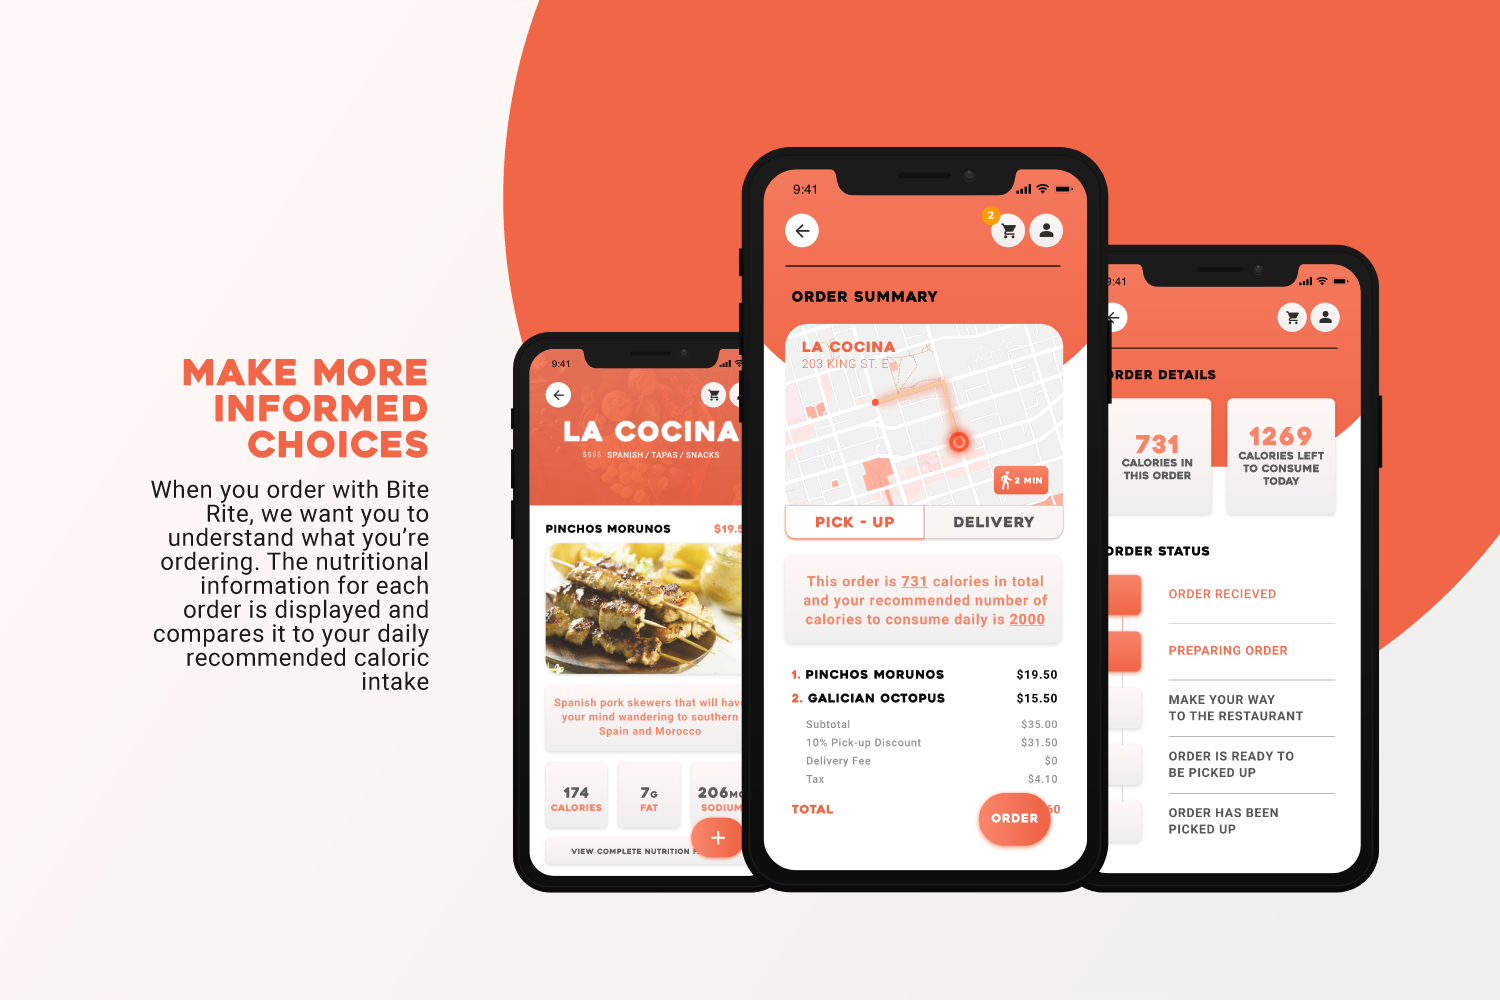 MAKE MORE
INFORMED
CHOICES
When you order with Bite
Rite, we want you to
understand what you’re
ordering. The nutritional
information for each
order is displayed and
compares it to your daily
recommended caloric
intake
9:41
LA COCINA
$$$$ SPANISH / TAPAS / SNACKS
PINCHOS MORUNOS
Spanish pork skewers that will have
your mind wandering to southern
Spain and Morocco
174
CALORIES
7G
FAT
206
SODIUM
VIEW COMPLETE NUTRITION
+
9:41
2
ORDER SUMMARY
LA COCINA
203 KING ST. E
2 MIN
PICK - UP
DELIVERY
This order is 731 calories in total
and your recommended number of
calories to consume daily is 2000
1. PINCHOS MORUNOS $19.50
2. GALICIAN OCTOPUS $15.50
Subtotal $35.00
10% Pick-up Discount $31.50
Delivery Fee $0
Tax $4.10
TOTAL
ORDER
9:41
ORDER DETAILS
731
CALORIES IN
THIS ORDER
1269
CALORIES LEFT
TO CONSUME
TODAY
ORDER STATUS
ORDER RECIEVED
PREPARING ORDER
MAKE YOUR WAY
TO THE RESTAURANT
ORDER IS READY TO
BE PICKED UP
ORDER HAS BEEN
PICKED UP